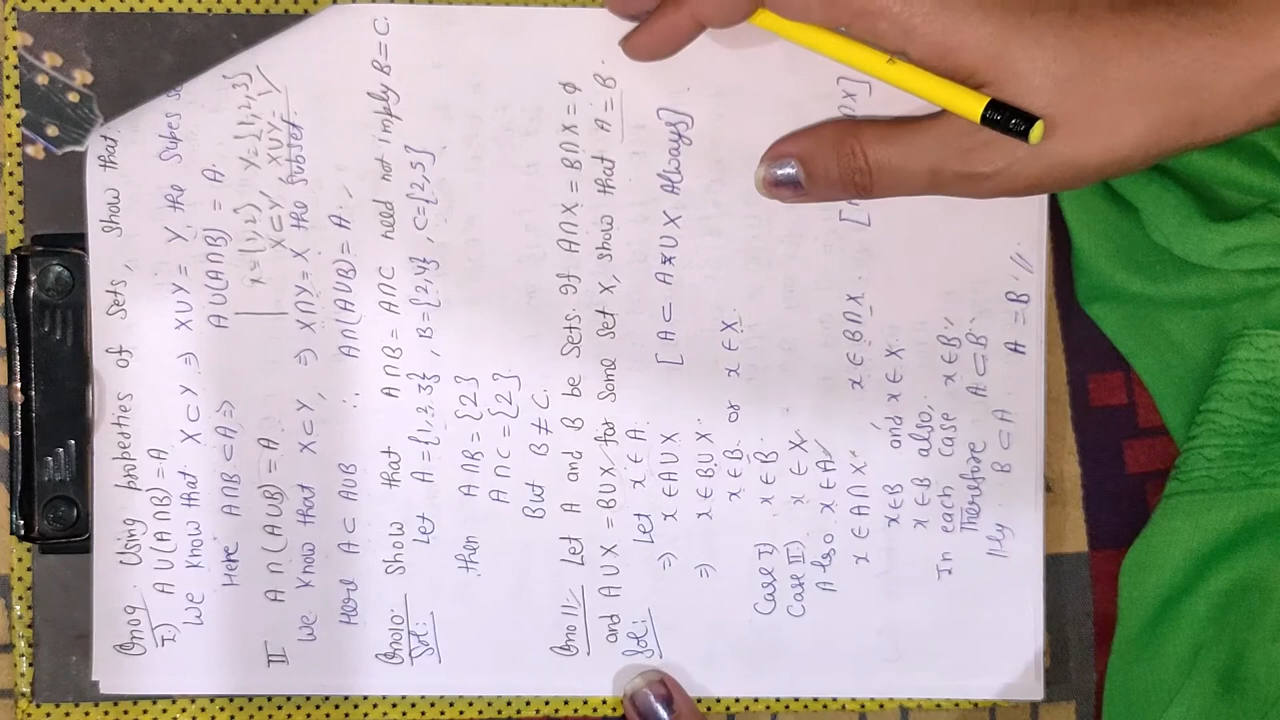 Qno9. Using properties of Sets, Show that
I) A∪(A∩B)=A
We know that X⊂Y ⇒ X∪Y = Y the Supes se
Here A∩B ⊂A ⇒ A∪(A∩B) = A.
X={1,2} Y={1,2,3}
X⊂Y X∪Y=Y
II A∩(A∪B)=A.
We know that X⊂Y, ⇒ X∩Y=X the Subset.
Here A⊂A∪B ∴ A∩(A∪B)=A.
Qno10: Show that A∩B = A∩C need not imply B=C.
Sol: Let A={1,2,3}, B={2,4}, C={2,5}
then A∩B={2}
A∩C={2}
But B≠C.
Qno11:- Let A and B be Sets. If A∩X = B∩X = ϕ
and A∪X = B∪X for Some Set X, show that A=B.
Sol: Let x∈A.
⇒ x∈A∪X [A⊂A∪X Always]
⇒ x∈B∪X.
x∈B or x∈X
Case I) x∈B.
Case II) x∈X.
Also x∈A
x∈A∩X. x∈B∩X. [ ∩X]
x∈B and x∈X.
x∈B also.
In each case x∈B,
Therefore A⊂B.
llly B⊂A A=B.